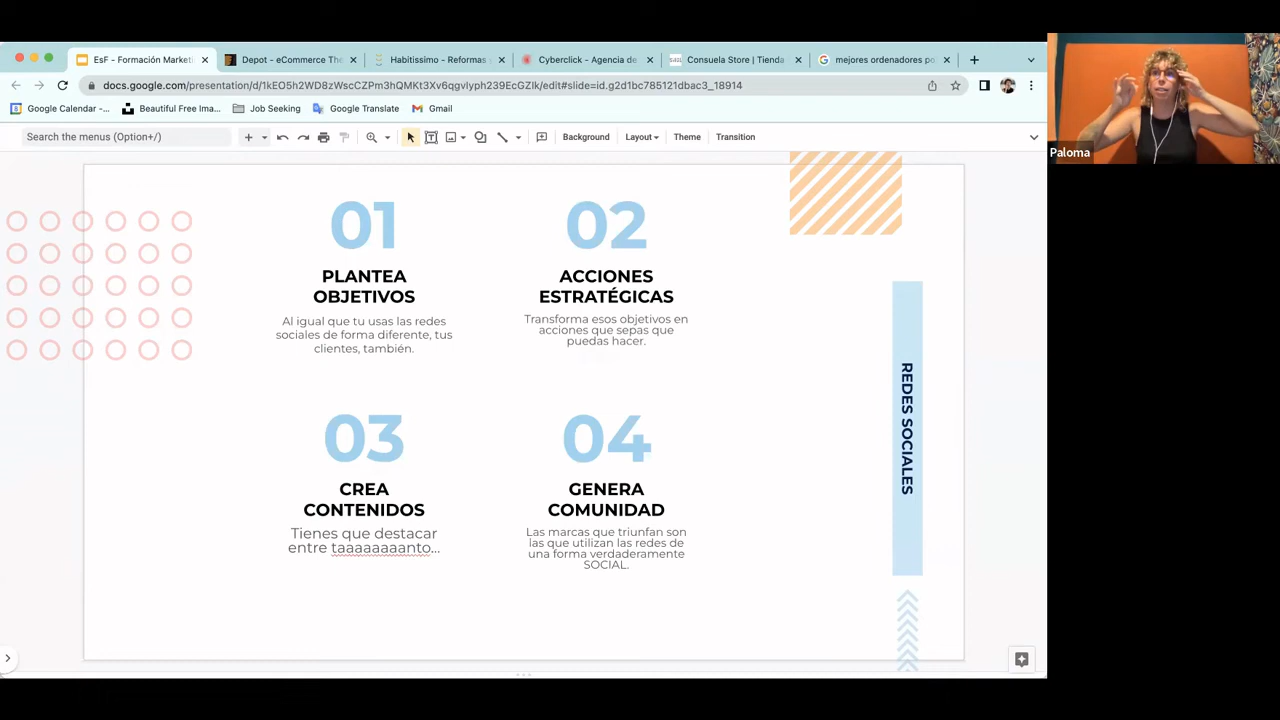 EsF - Formación Marketi
Depot - eCommerce The
Habitissimo - Reformas
Cyberclick - Agencia de
Consuela Store | Tienda
mejores ordenadores po
docs.google.com/presentation/d/1kEO5h2WD8zWscCZPm3hQMKt3Xv6qgvlyph239EcGZlk/edit#slide=id.g2d1bc785121dbac3_18914
Google Calendar -...
Beautiful Free Ima...
Job Seeking
Google Translate
Gmail
Search the menus (Option+/)
Background
Layout
Theme
Transition
Paloma
01
PLANTEA
OBJETIVOS
Al igual que tu usas las redes
sociales de forma diferente, tus
clientes, también.
02
ACCIONES
ESTRATÉGICAS
Transforma esos objetivos en
acciones que sepas que
puedas hacer.
03
CREA
CONTENIDOS
Tienes que destacar
entre taaaaaaaanto...
04
GENERA
COMUNIDAD
Las marcas que triunfan son
las que utilizan las redes de
una forma verdaderamente
SOCIAL.
REDES SOCIALES